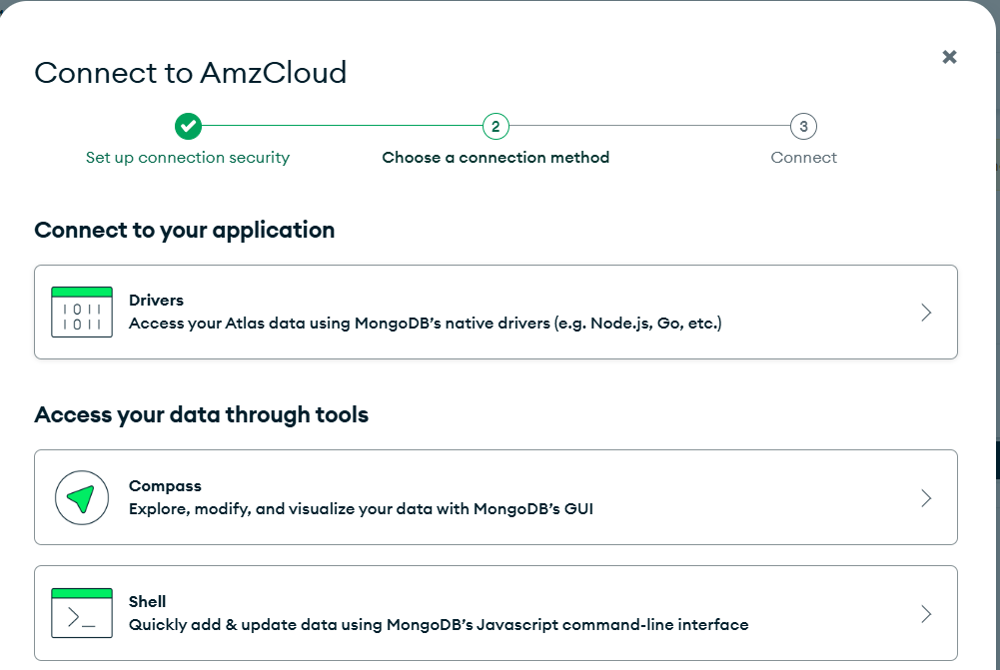 Connect to AmzCloud
2
3
Set up connection security
Choose a connection method
Connect
Connect to your application
1011
1011
Drivers
Access your Atlas data using MongoDB’s native drivers (e.g. Node.js, Go, etc.)
Access your data through tools
Compass
Explore, modify, and visualize your data with MongoDB’s GUI
>_
Shell
Quickly add & update data using MongoDB’s Javascript command-line interface